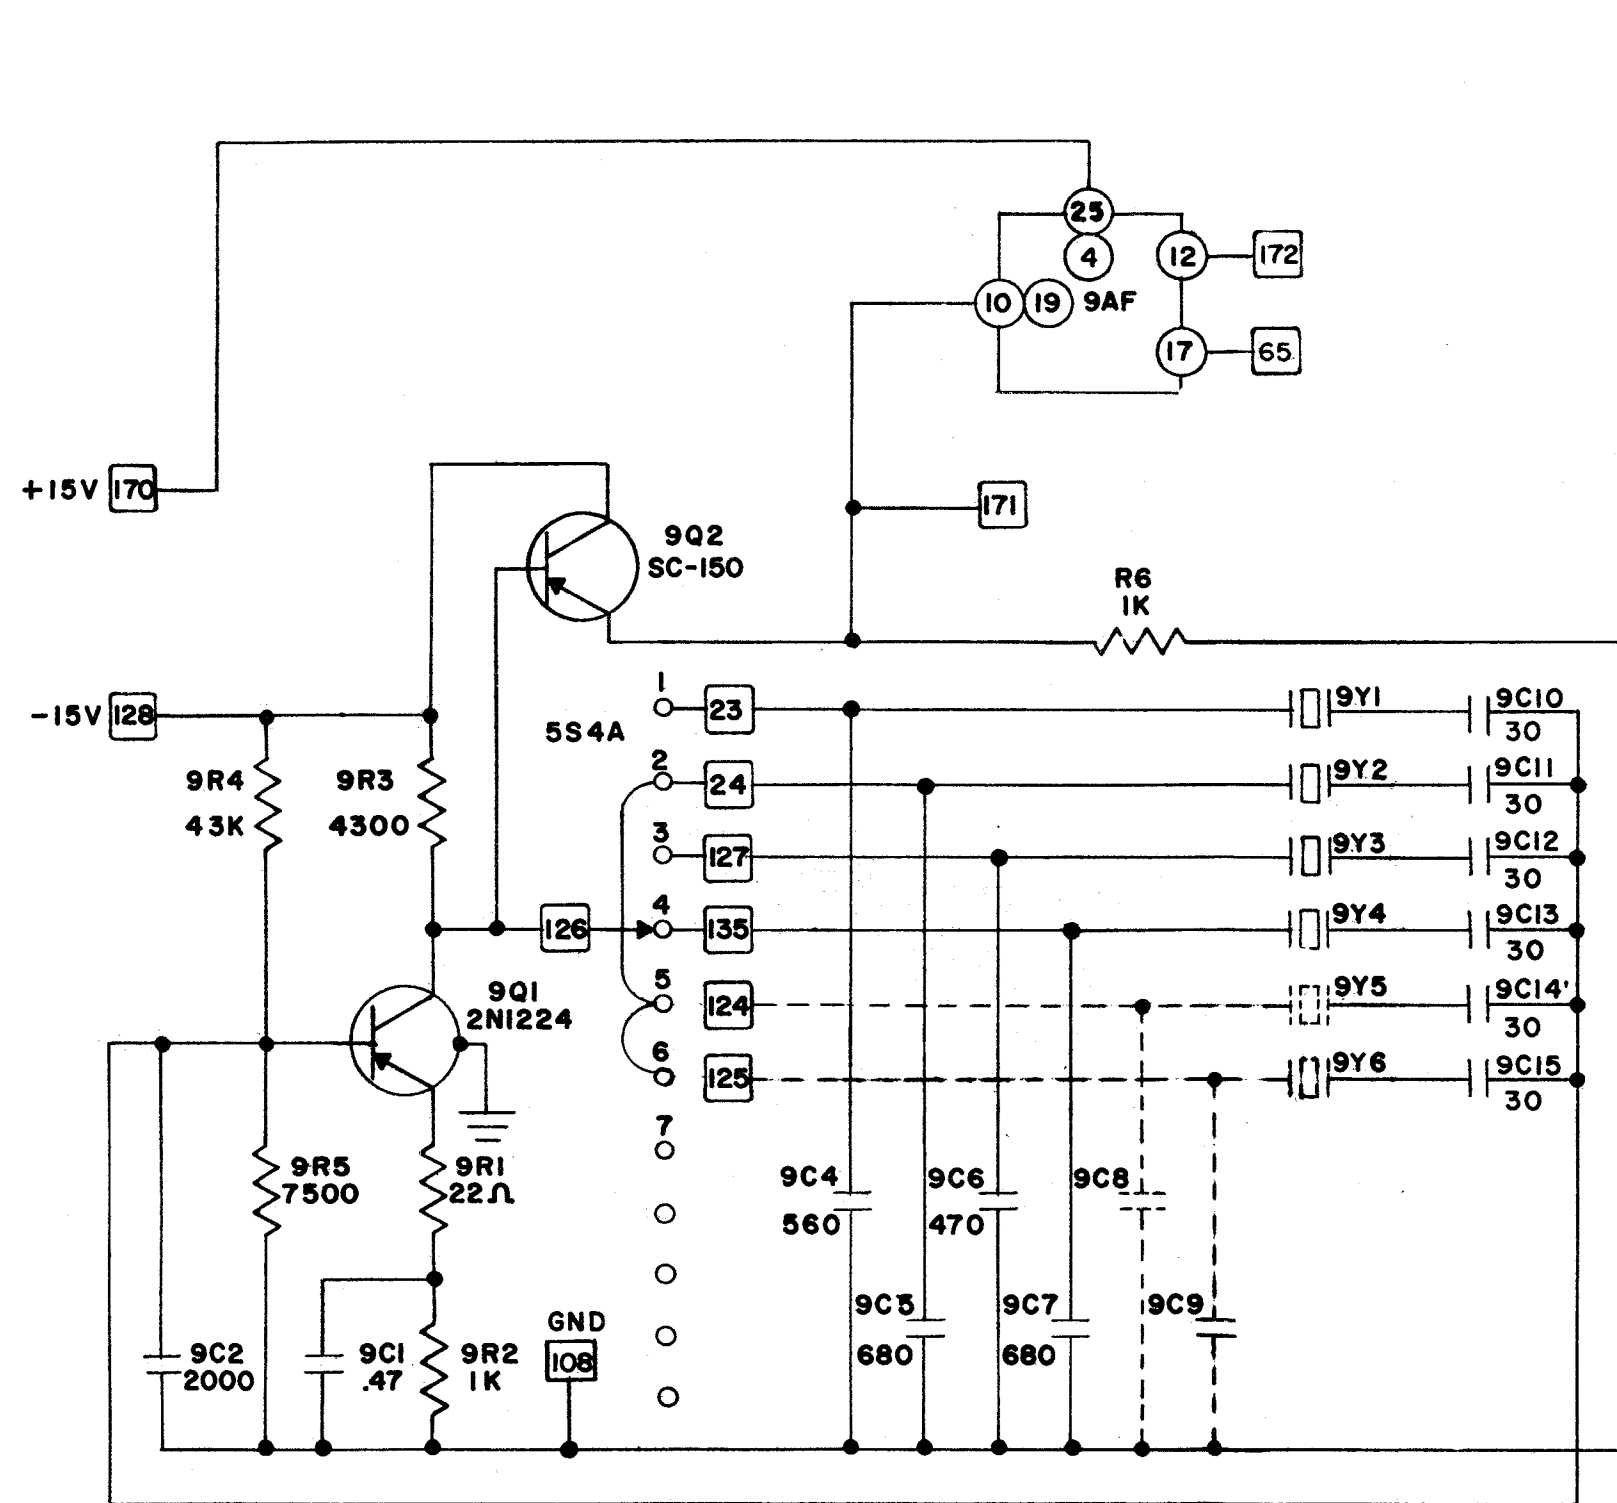 25
4
12
172
10
19
9AF
17
65
+15V
170
171
9Q2
SC-150
R6
1K
-15V
128
5S4A
1
23
9Y1
9C10
30
2
24
9Y2
9C11
30
9R4
43K
9R3
4300
3
127
9Y3
9C12
30
4
126
135
9Y4
9C13
30
5
124
9Y5
9C14
30
9Q1
2N1224
6
125
9Y6
9C15
30
7
9R5
7500
9R1
22Ω
9C4
560
9C6
470
9C8
9C5
680
9C7
680
9C9
GND
108
9C2
2000
9C1
.47
9R2
1K